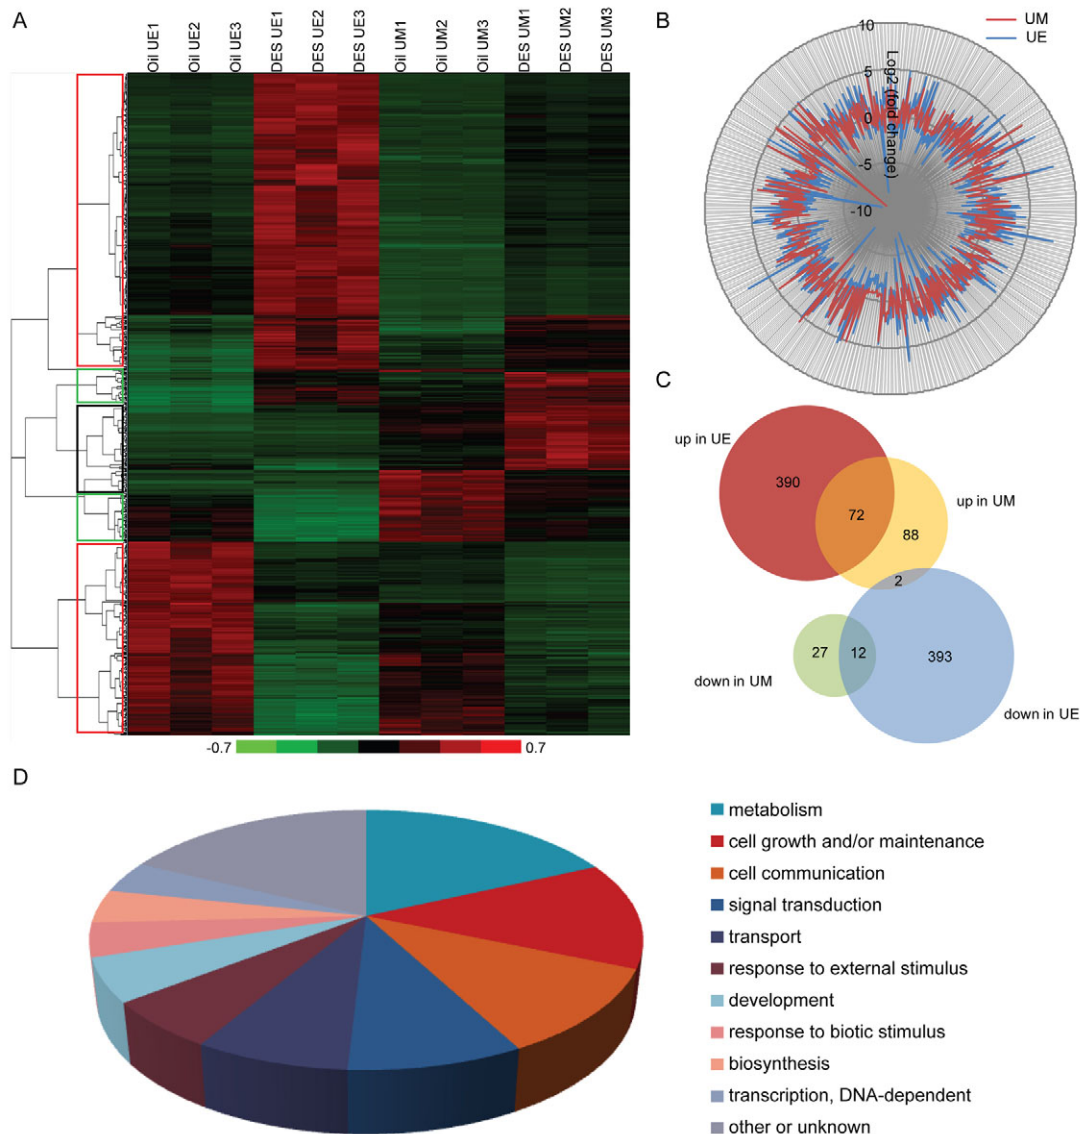 A
Oil UE1
Oil UE2
Oil UE3
DES UE1
DES UE2
DES UE3
Oil UM1
Oil UM2
Oil UM3
DES UM1
DES UM2
DES UM3
-0.7
0.7
B
UM
UE
10
5
0
-5
-10
Log2 (fold change)
C
up in UE
390
72
up in UM
88
2
27
12
393
down in UM
down in UE
D
metabolism
cell growth and/or maintenance
cell communication
signal transduction
transport
response to external stimulus
development
response to biotic stimulus
biosynthesis
transcription, DNA-dependent
other or unknown